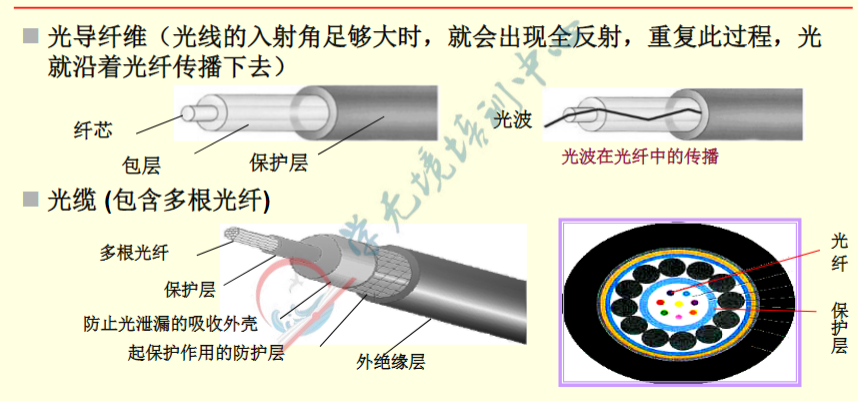 光导纤维（光线的入射角足够大时，就会出现全反射，重复此过程，光
就沿着光纤传播下去）
纤芯
包层
保护层
光波
光波在光纤中的传播
光缆 (包含多根光纤)
多根光纤
保护层
防止光泄漏的吸收外壳
起保护作用的防护层
外绝缘层
光纤
保护层
学无境培训中心